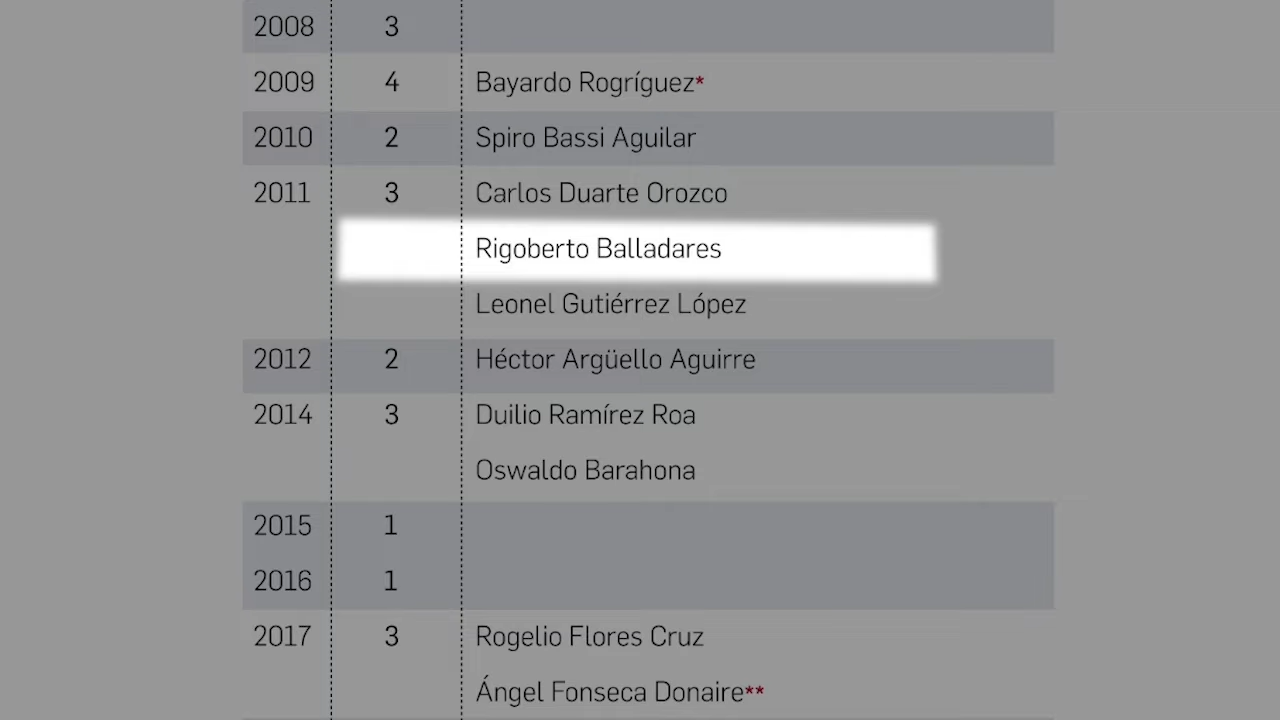 2008 3
2009 4 Bayardo Rogríguez*
2010 2 Spiro Bassi Aguilar
2011 3 Carlos Duarte Orozco
Rigoberto Balladares
Leonel Gutiérrez López
2012 2 Héctor Argüello Aguirre
2014 3 Duilio Ramírez Roa
Oswaldo Barahona
2015 1
2016 1
2017 3 Rogelio Flores Cruz
Ángel Fonseca Donaire**